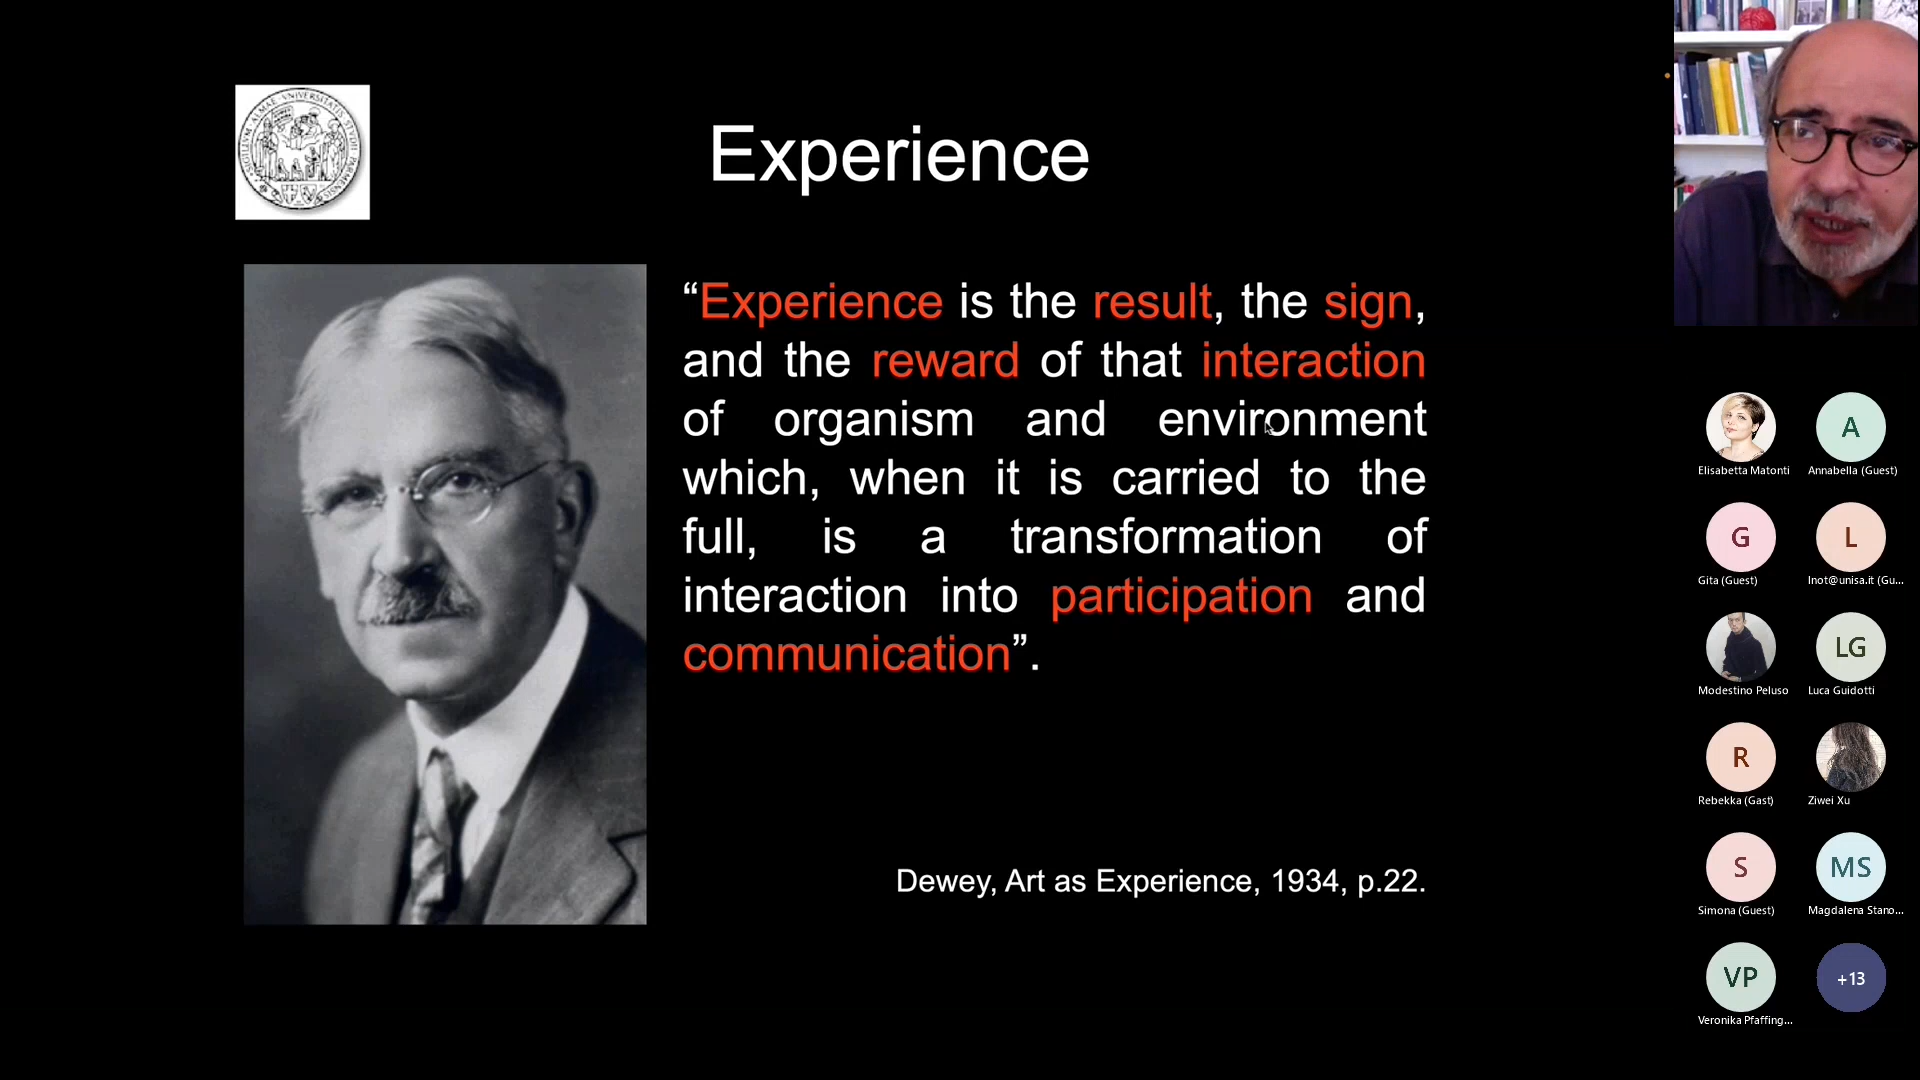 Experience
“Experience is the result, the sign,
and the reward of that interaction
of organism and environment
which, when it is carried to the
full, is a transformation of
interaction into participation and
communication”.
Dewey, Art as Experience, 1934, p.22.
Elisabetta Matonti
A
Annabella (Guest)
G
Gita (Guest)
L
lnot@unisa.it (Gu...
Modestino Peluso
LG
Luca Guidotti
R
Rebekka (Gast)
Ziwei Xu
S
Simona (Guest)
MS
Magdalena Stano...
VP
Veronika Pfaffing...
+13